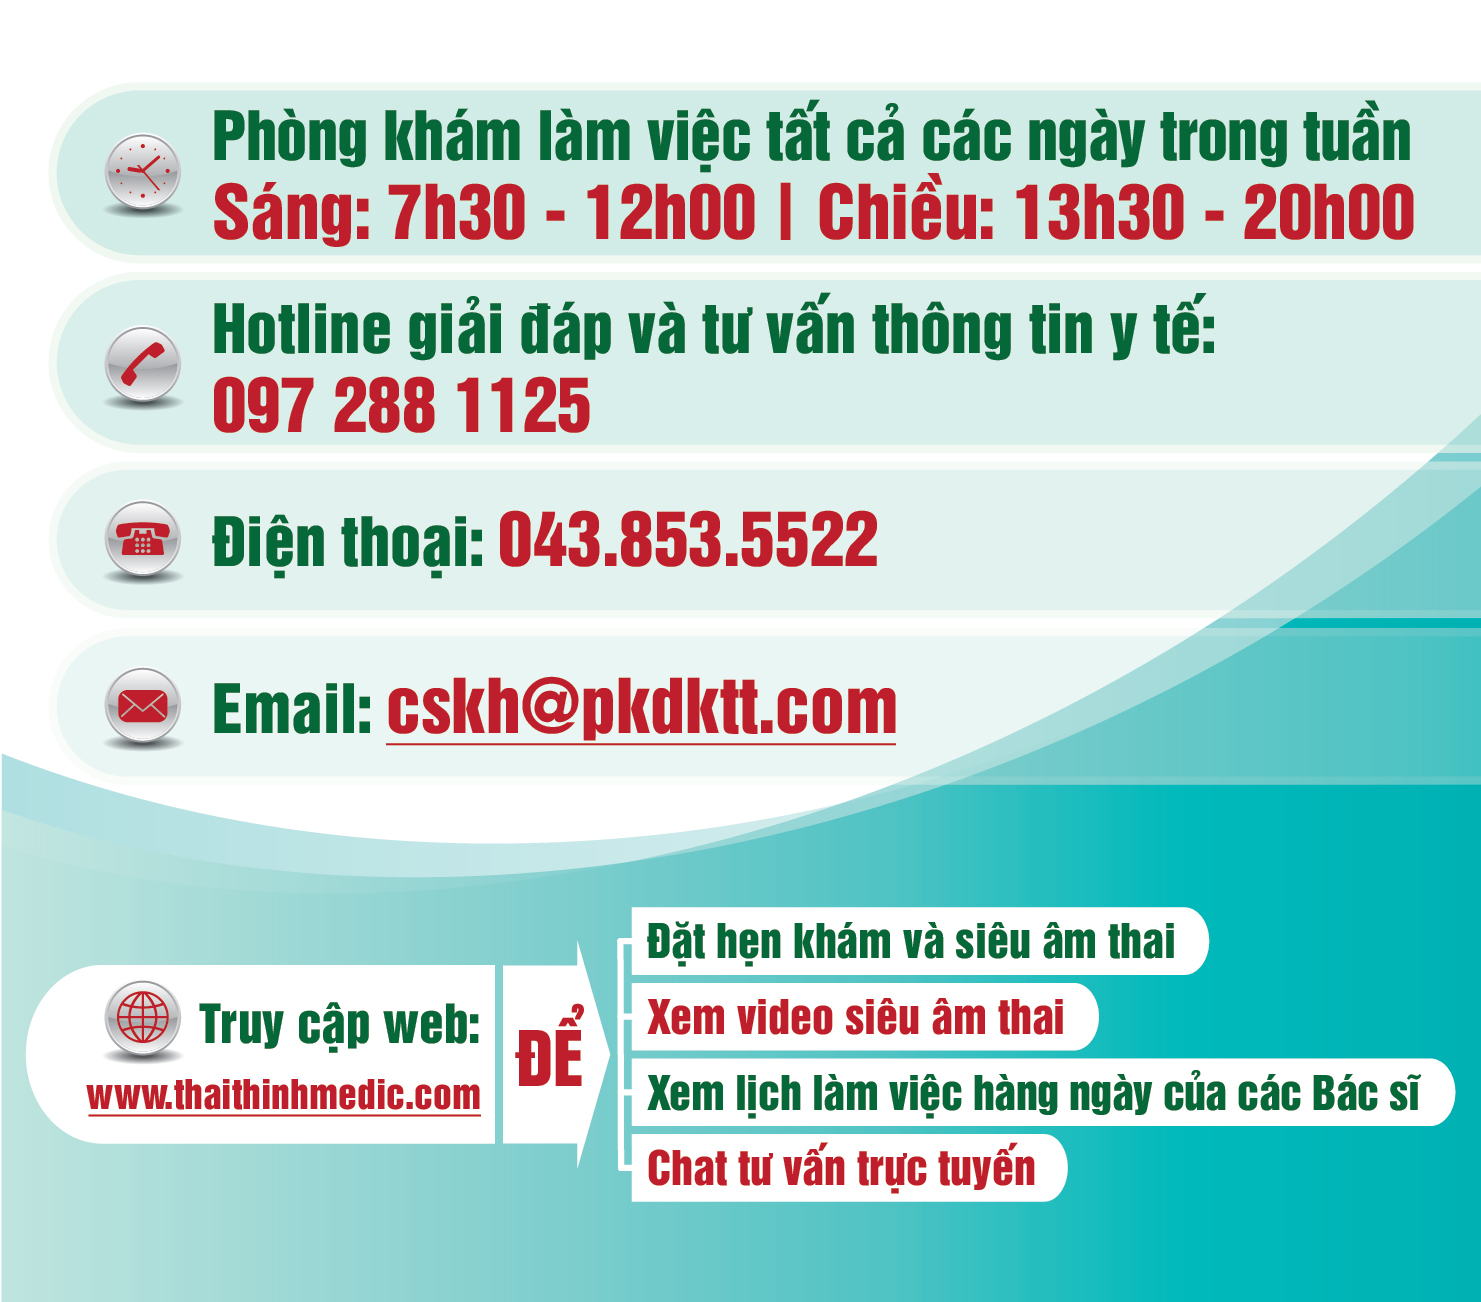 Phòng khám làm việc tất cả các ngày trong tuần
Sáng: 7h30 - 12h00 | Chiều: 13h30 - 20h00
Hotline giải đáp và tư vấn thông tin y tế:
097 288 1125
Điện thoại: 043.853.5522
Email: cskh@pkdktt.com
Truy cập web:
www.thaithinhmedic.com
ĐỂ
Đặt hẹn khám và siêu âm thai
Xem video siêu âm thai
Xem lịch làm việc hàng ngày của các Bác sĩ
Chat tư vấn trực tuyến